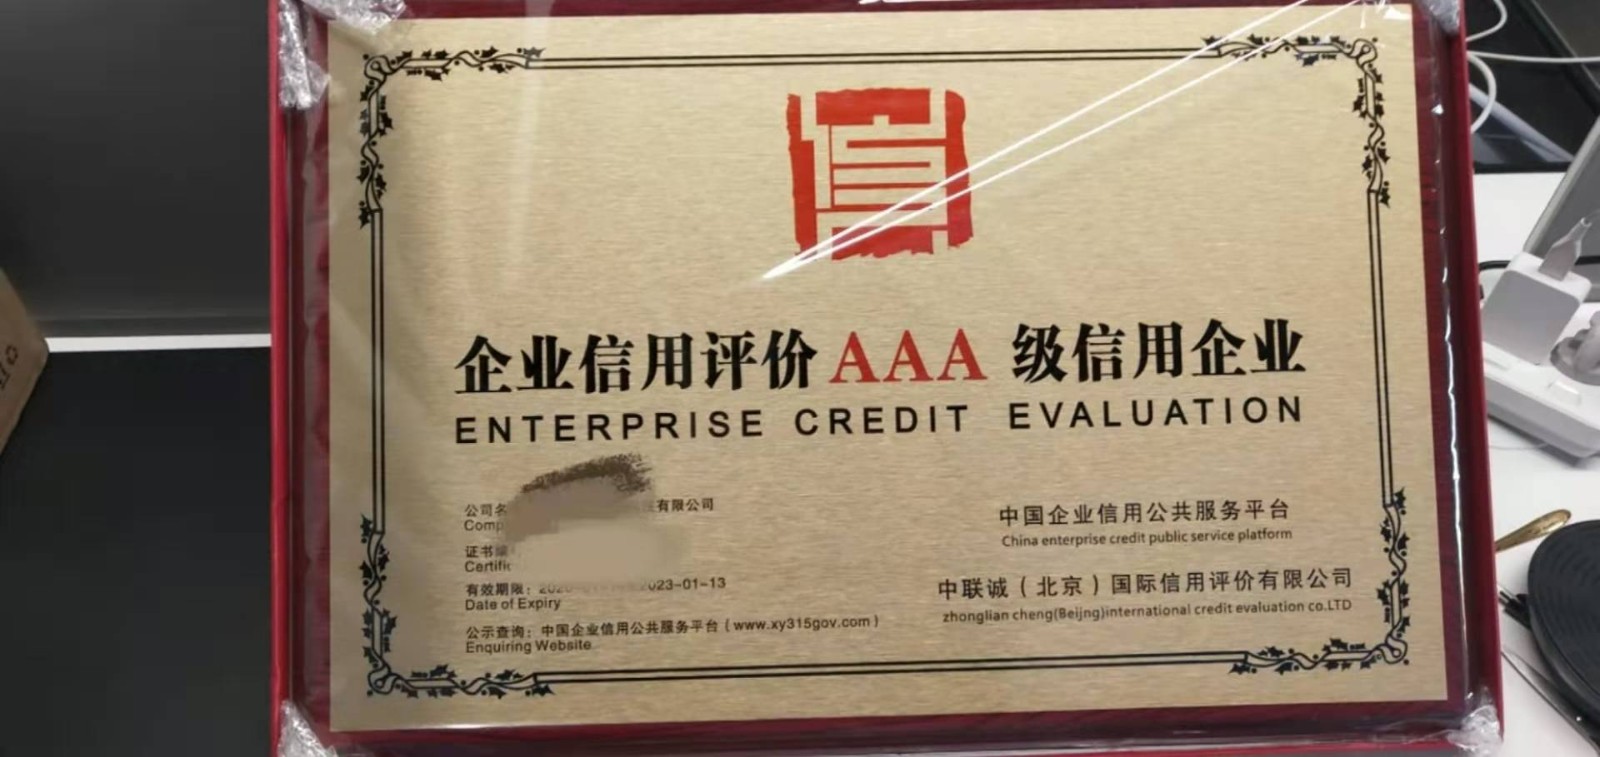 信
企业信用评价AAA 级信用企业
ENTERPRISE CREDIT EVALUATION
公司名
有限公司
Comp
证书编
Certific
有效期限：2020
2023-01-13
Date of Expiry
公示查询：中国企业信用公共服务平台（www.xy315gov.com）
Enquiring Website
中国企业信用公共服务平台
China enterprise credit public service platform
中联诚（北京）国际信用评价有限公司
zhonglian cheng(Beijng)international credit evaluation co.LTD